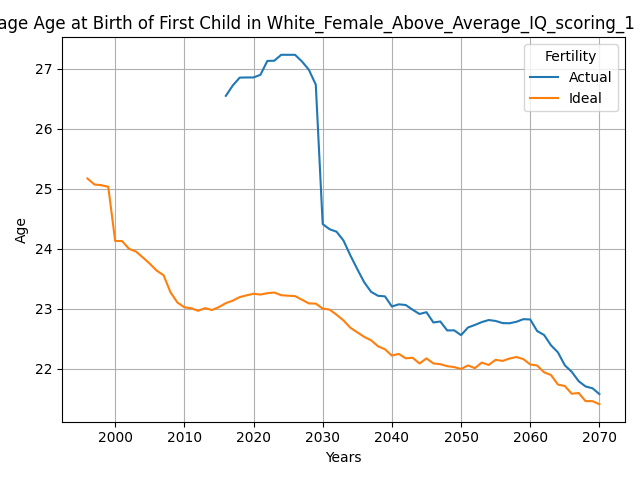 age Age at Birth of First Child in White_Female_Above_Average_IQ_scoring_1
Fertility
Actual
Ideal
27
26
25
24
23
22
Age
2000 2010 2020 2030 2040 2050 2060 2070
Years